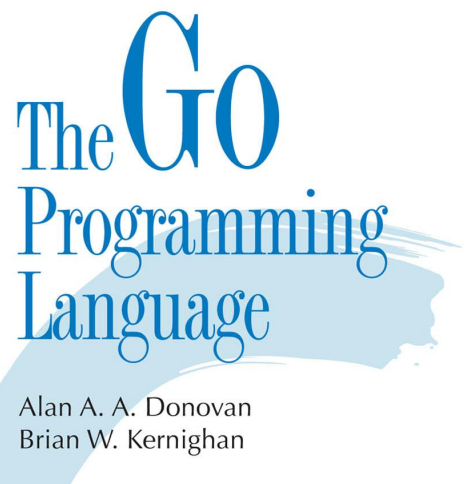 The Go
Programming
Language
Alan A. A. Donovan
Brian W. Kernighan